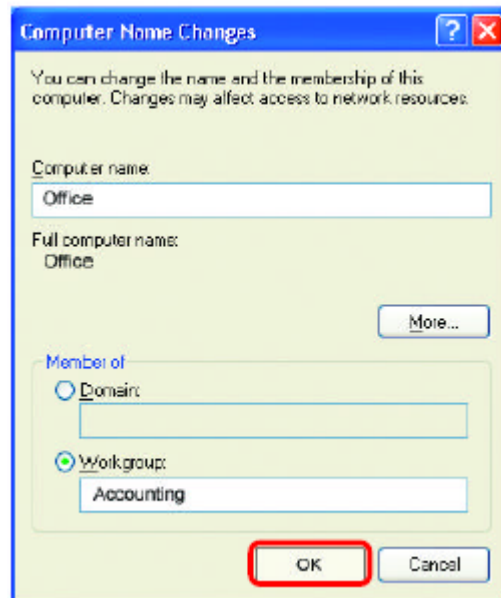 Computer Name Changes
You can change the name and the membership of this
computer. Changes may affect access to network resources.
Computer name:
Office
Full computer name:
Office
More...
Member of
Domain:
Workgroup:
Accounting
OK
Cancel